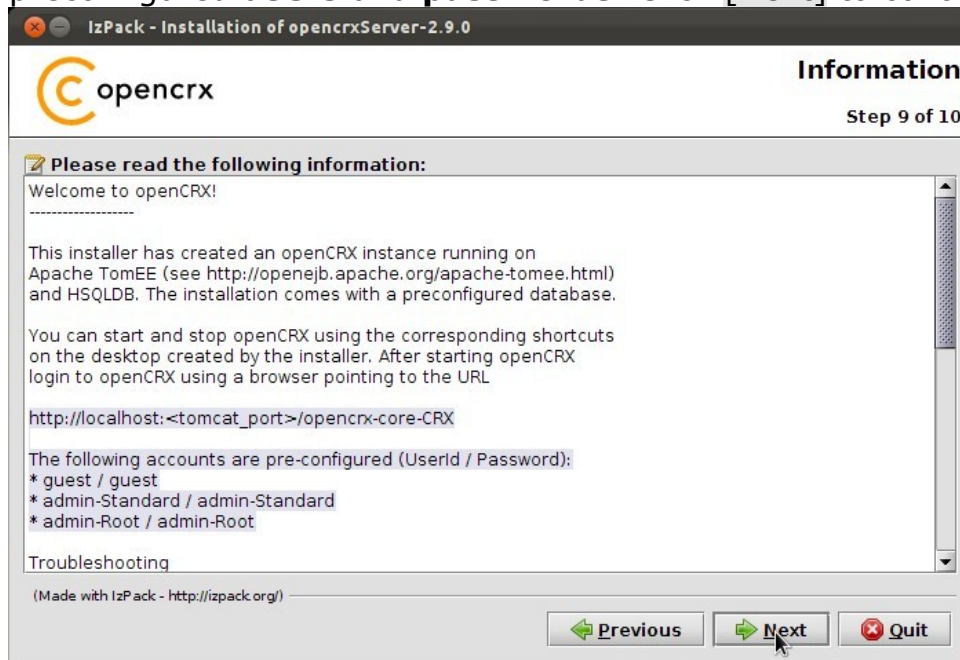 IzPack - Installation of opencrxServer-2.9.0
opencrx
Information
Step 9 of 10
Please read the following information:
Welcome to openCRX!
-------------------
This installer has created an openCRX instance running on
Apache TomEE (see http://openejb.apache.org/apache-tomee.html)
and HSQLDB. The installation comes with a preconfigured database.
You can start and stop openCRX using the corresponding shortcuts
on the desktop created by the installer. After starting openCRX
login to openCRX using a browser pointing to the URL
http://localhost:<tomcat_port>/opencrx-core-CRX
The following accounts are pre-configured (UserId / Password):
* guest / guest
* admin-Standard / admin-Standard
* admin-Root / admin-Root
Troubleshooting
(Made with IzPack - http://izpack.org/)
Previous Next Quit